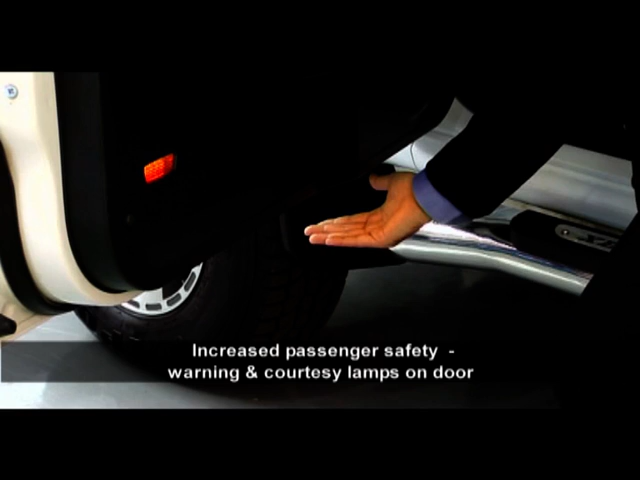 Increased passenger safety -
warning & courtesy lamps on door